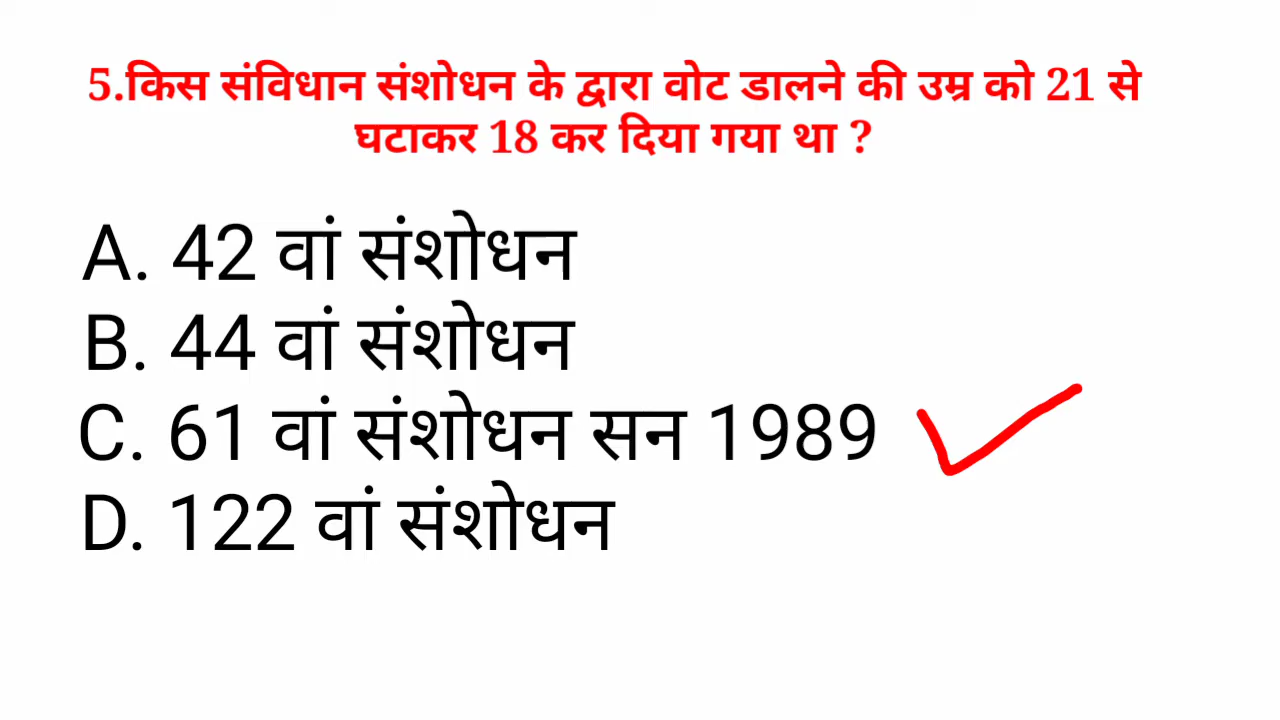 5.किस संविधान संशोधन के द्वारा वोट डालने की उम्र को 21 से
घटाकर 18 कर दिया गया था ?
A. 42 वां संशोधन
B. 44 वां संशोधन
C. 61 वां संशोधन सन 1989
D. 122 वां संशोधन